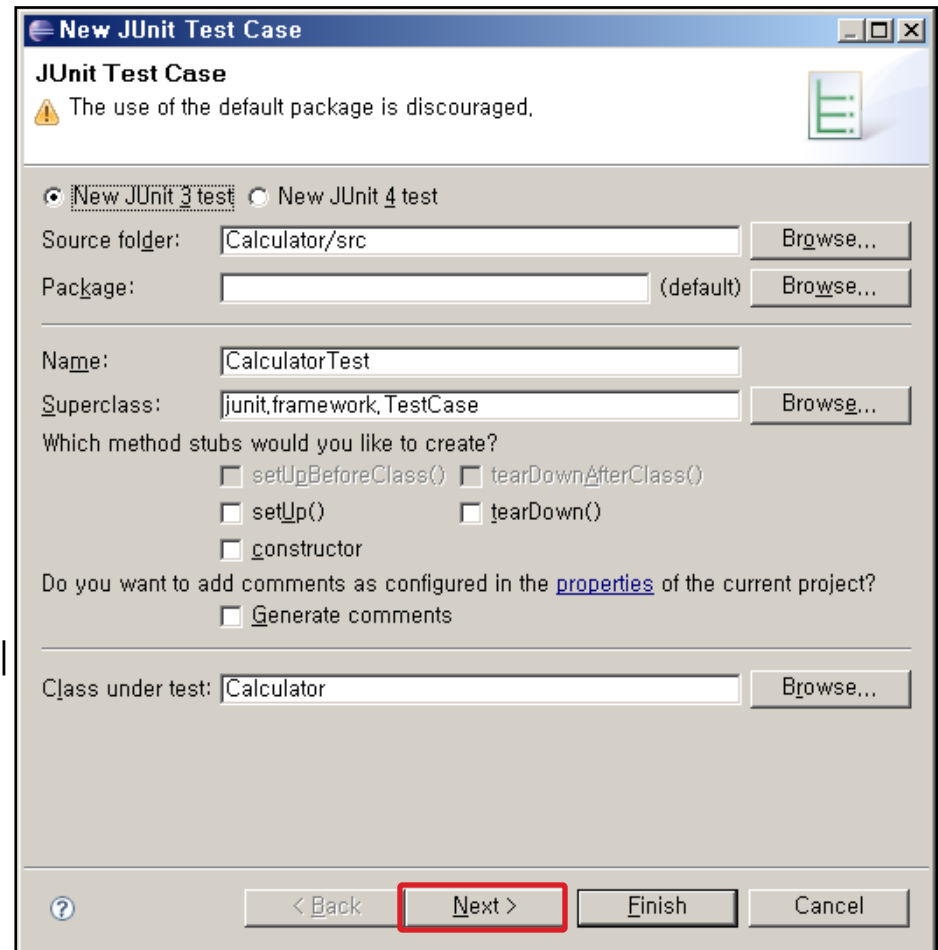 New JUnit Test Case
JUnit Test Case
The use of the default package is discouraged,
New JUnit 3 test New JUnit 4 test
Source folder: Calculator/src Browse,,,
Package: (default) Browse,,,
Name: CalculatorTest
Superclass: junit,framework,TestCase Browse,,,
Which method stubs would you like to create?
setUpBeforeClass() tearDownAfterClass()
setUp() tearDown()
constructor
Do you want to add comments as configured in the properties of the current project?
Generate comments
Class under test: Calculator Browse,,,
? < Back Next > Finish Cancel